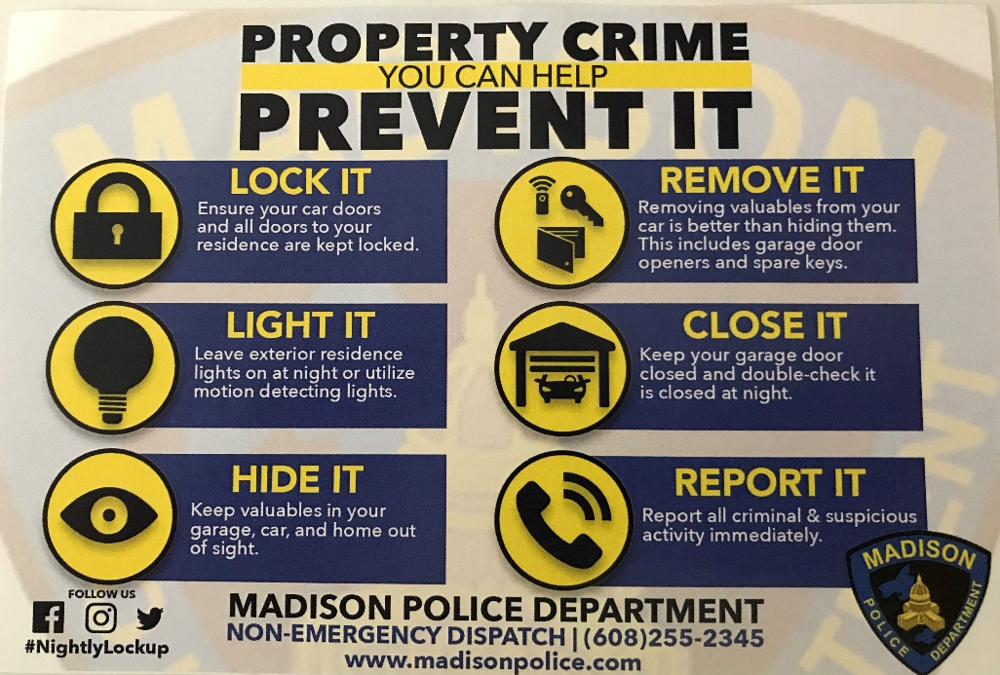 PROPERTY CRIME
YOU CAN HELP
PREVENT IT
LOCK IT
Ensure your car doors
and all doors to your
residence are kept locked.
REMOVE IT
Removing valuables from your
car is better than hiding them.
This includes garage door
openers and spare keys.
LIGHT IT
Leave exterior residence
lights on at night or utilize
motion detecting lights.
CLOSE IT
Keep your garage door
closed and double-check it
is closed at night.
HIDE IT
Keep valuables in your
garage, car, and home out
of sight.
REPORT IT
Report all criminal & suspicious
activity immediately.
FOLLOW US
#NightlyLockup
MADISON POLICE DEPARTMENT
NON-EMERGENCY DISPATCH | (608)255-2345
www.madisonpolice.com
MADISON
POLICE
DEPARTMENT